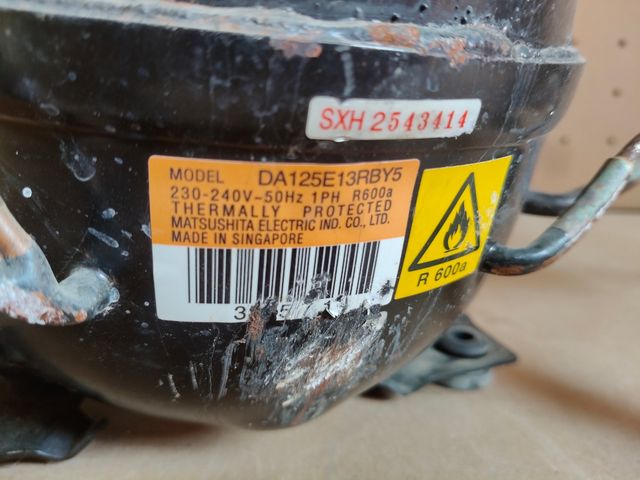 SXH 2543414
MODEL DA125E13RBY5
230-240V~50Hz 1PH R600a
THERMALLY PROTECTED
MATSUSHITA ELECTRIC IND. CO., LTD.
MADE IN SINGAPORE
R 600a